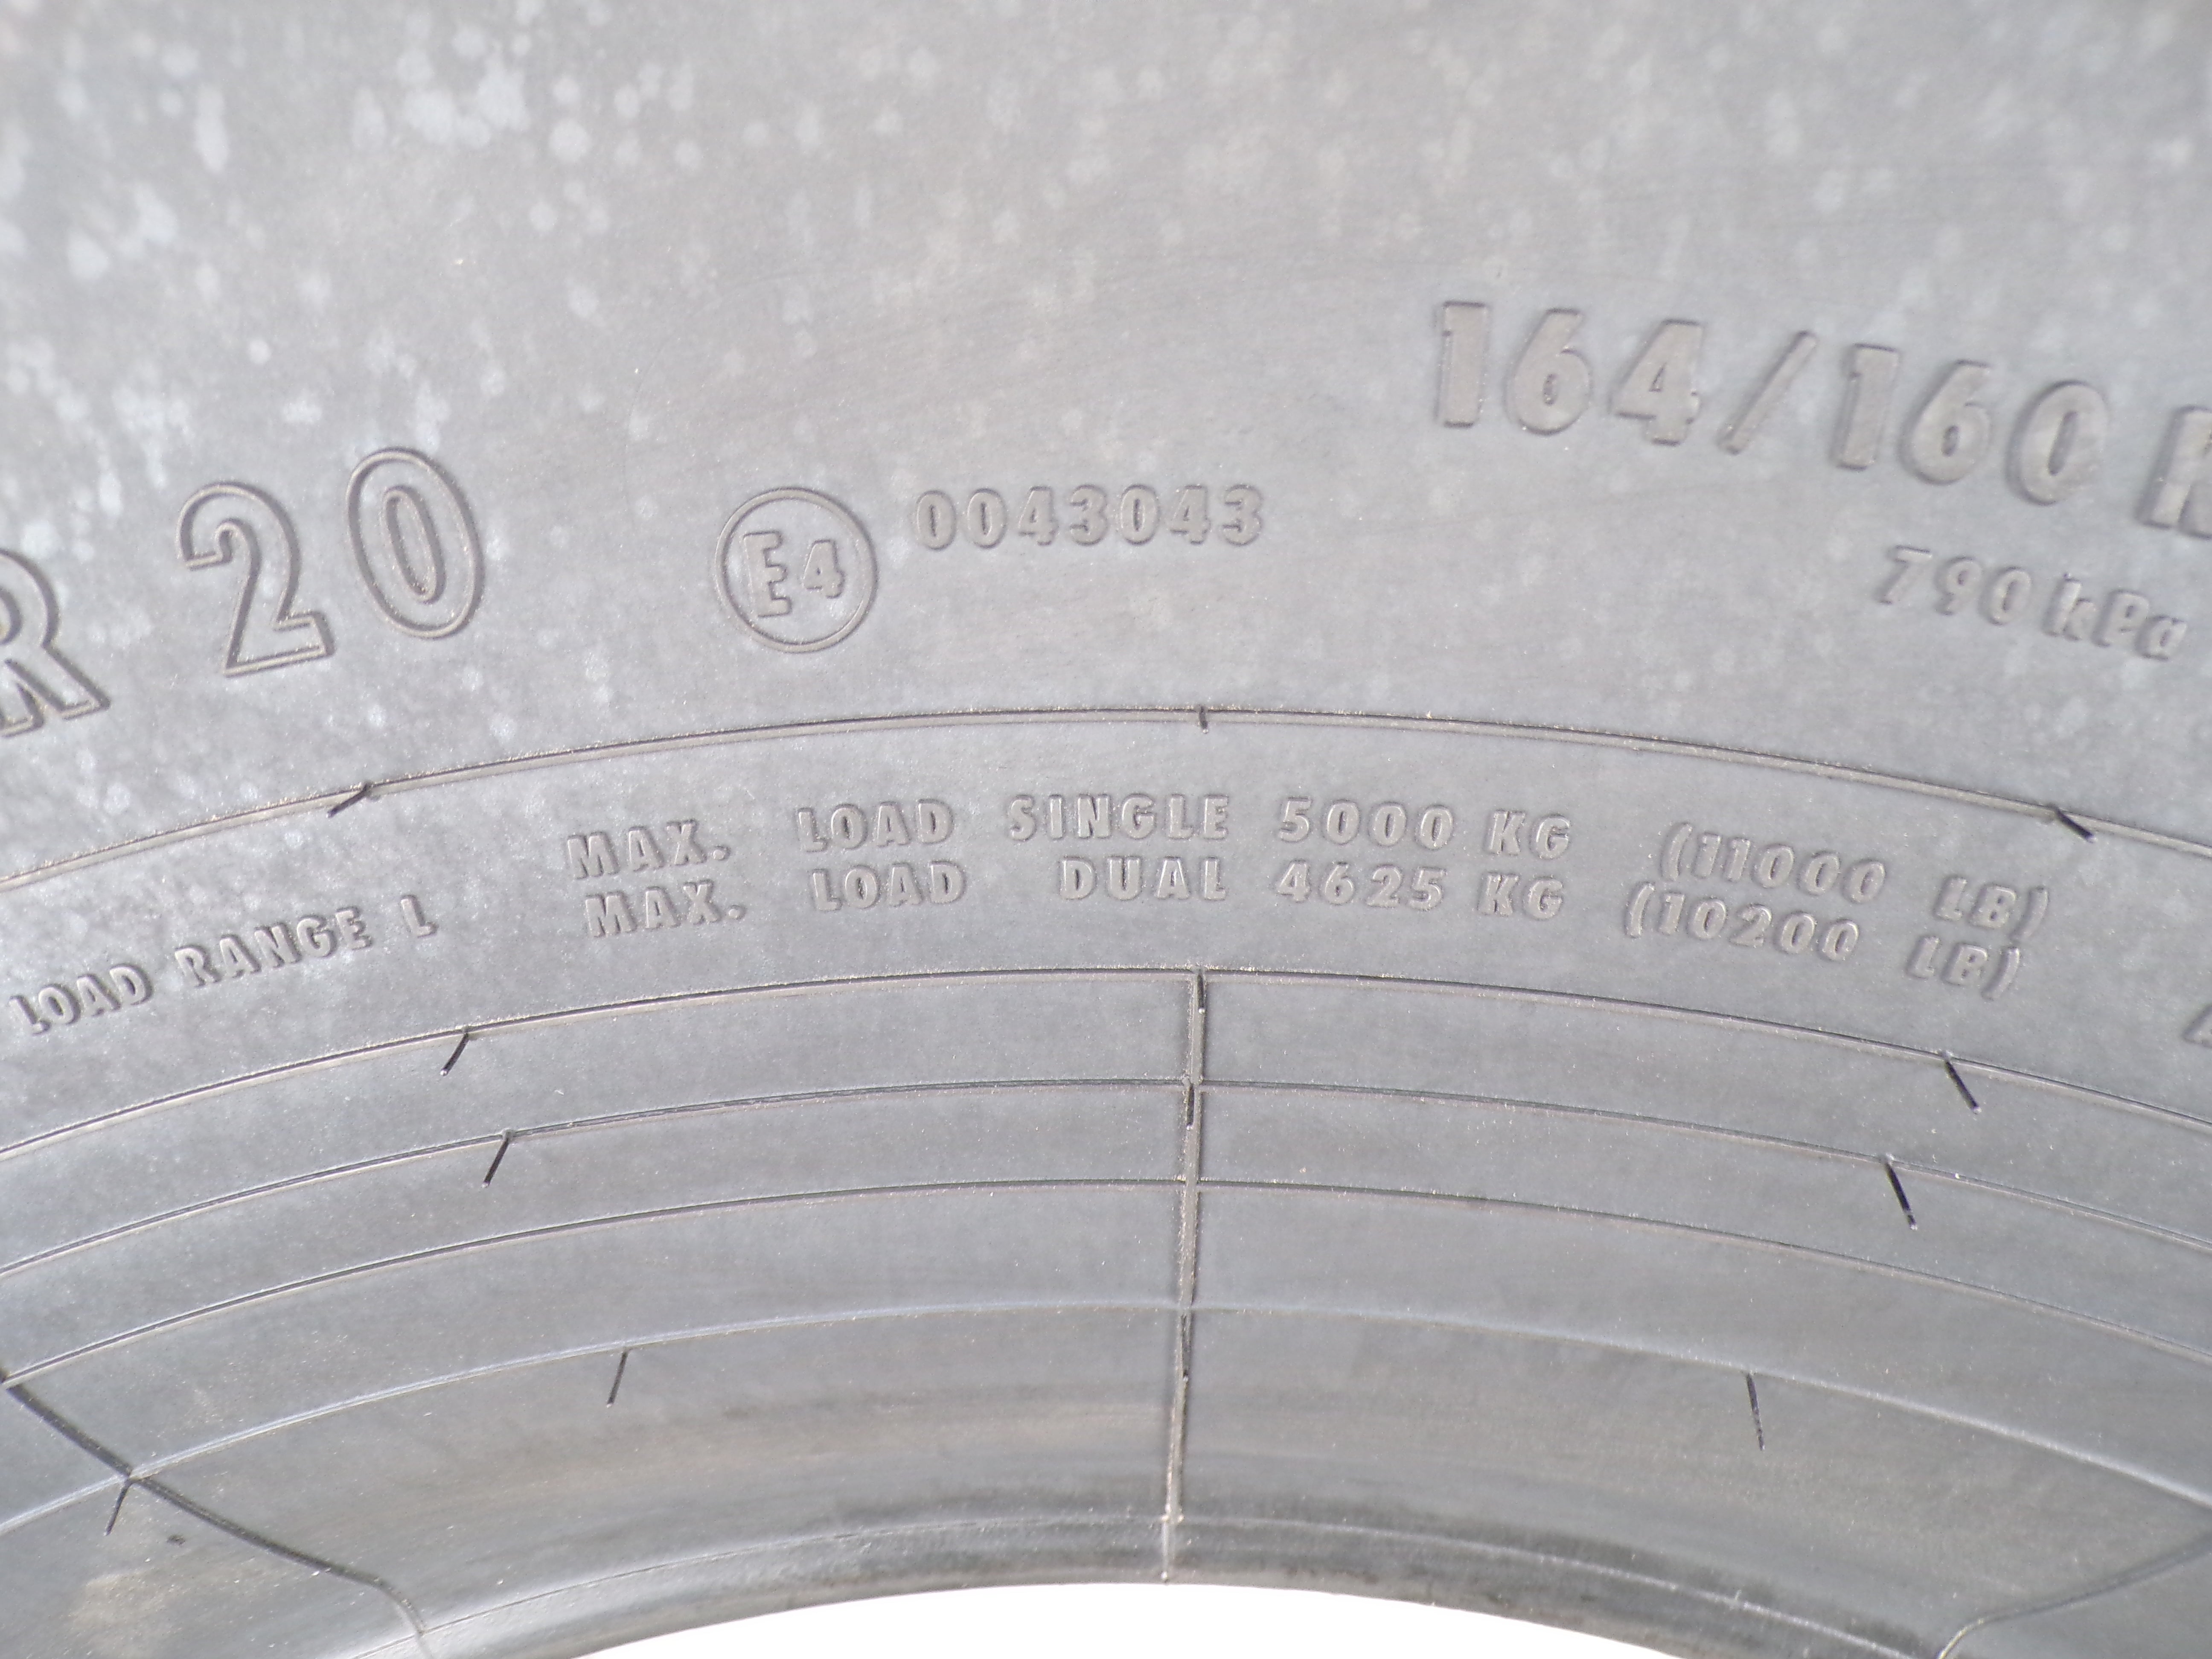 R 20
E4 0043043
164/160 K
790 kPa
LOAD RANGE L
MAX. LOAD SINGLE 5000 KG (11000 LB)
MAX. LOAD DUAL 4625 KG (10200 LB)